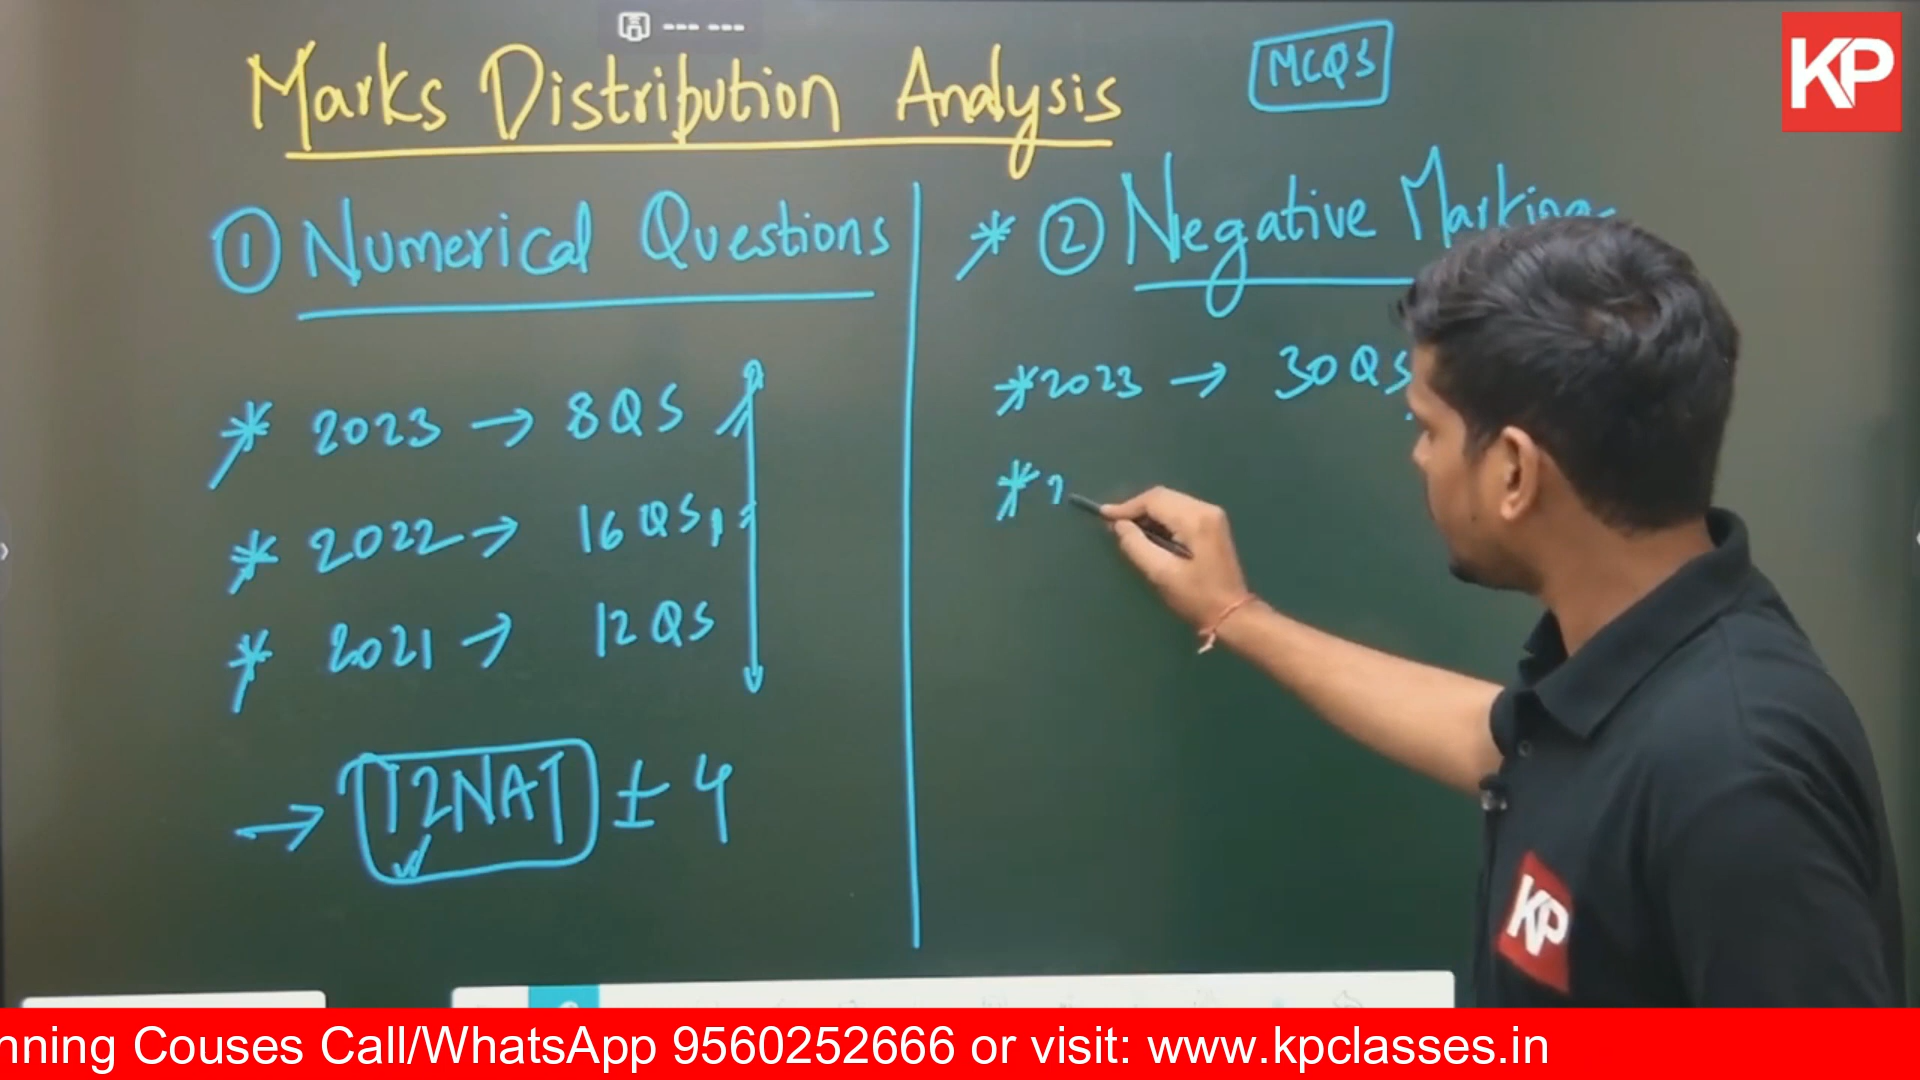 Marks Distribution Analysis
MCQS
KP
① Numerical Questions
* 2023 → 8QS
* 2022 → 16QS,
* 2021 → 12QS
→ 12NAT ± 4
* ② Negative Marking
* 2023 → 30QS
* 2
KP
nning Couses Call/WhatsApp 9560252666 or visit: www.kpclasses.in